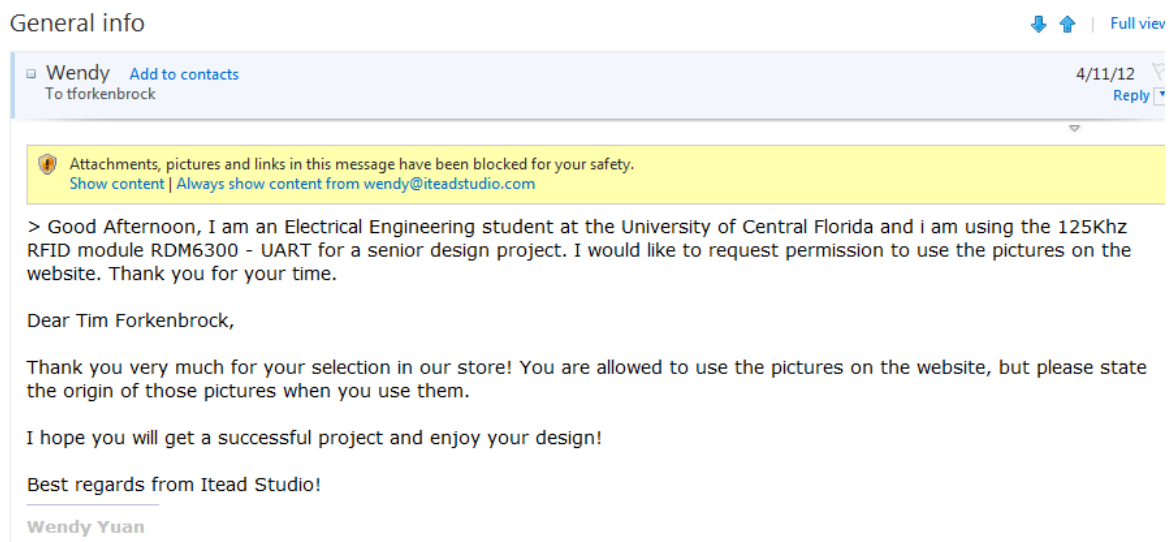 General info
Full view
Wendy Add to contacts 4/11/12
To tforkenbrock
Reply
Attachments, pictures and links in this message have been blocked for your safety.
Show content | Always show content from wendy@iteadstudio.com
> Good Afternoon, I am an Electrical Engineering student at the University of Central Florida and i am using the 125Khz
RFID module RDM6300 - UART for a senior design project. I would like to request permission to use the pictures on the
website. Thank you for your time.
Dear Tim Forkenbrock,
Thank you very much for your selection in our store! You are allowed to use the pictures on the website, but please state
the origin of those pictures when you use them.
I hope you will get a successful project and enjoy your design!
Best regards from Itead Studio!
Wendy Yuan